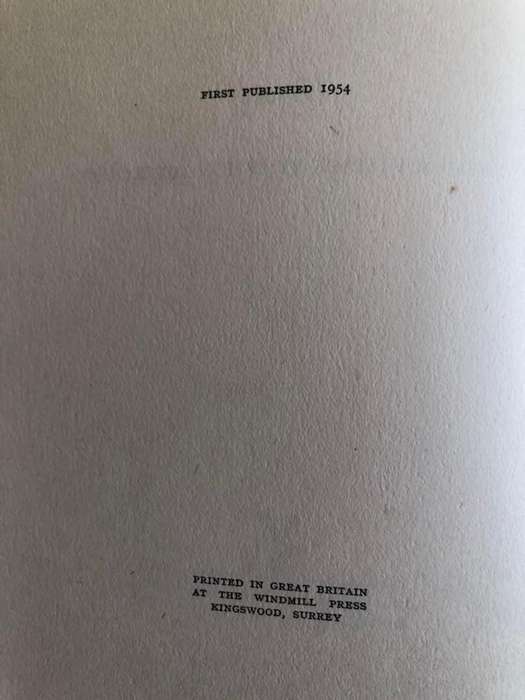 FIRST PUBLISHED 1954
PRINTED IN GREAT BRITAIN
AT THE WINDMILL PRESS
KINGSWOOD, SURREY